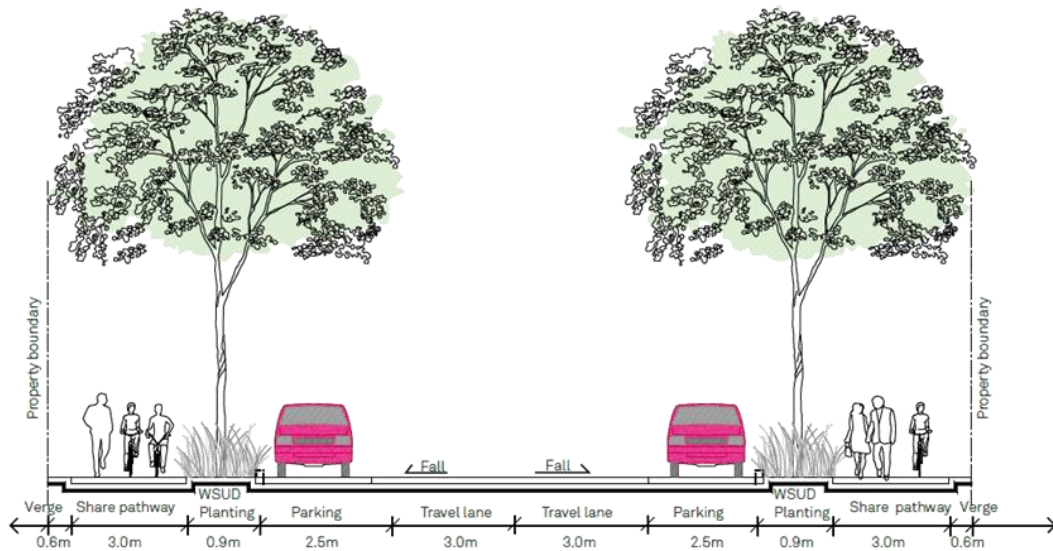 Property boundary
Property boundary
Fall
Fall
WSUD
WSUD
Verge Share pathway Planting Parking Travel lane Travel lane Parking Planting Share pathway Verge
0.6m 3.0m 0.9m 2.5m 3.0m 3.0m 2.5m 0.9m 3.0m 0.6m